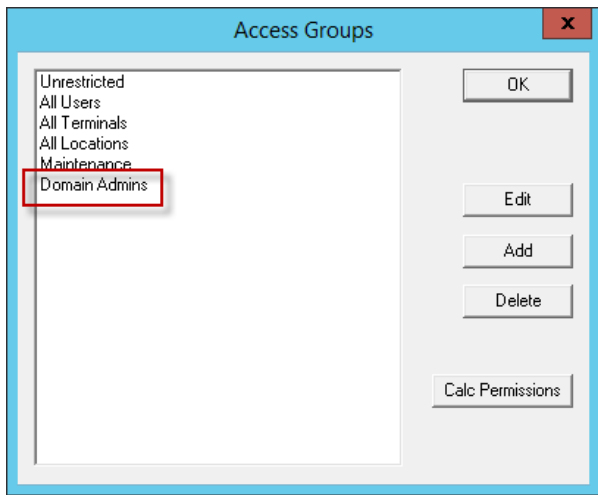 Access Groups
x
Unrestricted
All Users
All Terminals
All Locations
Maintenance
Domain Admins
OK
Edit
Add
Delete
Calc Permissions